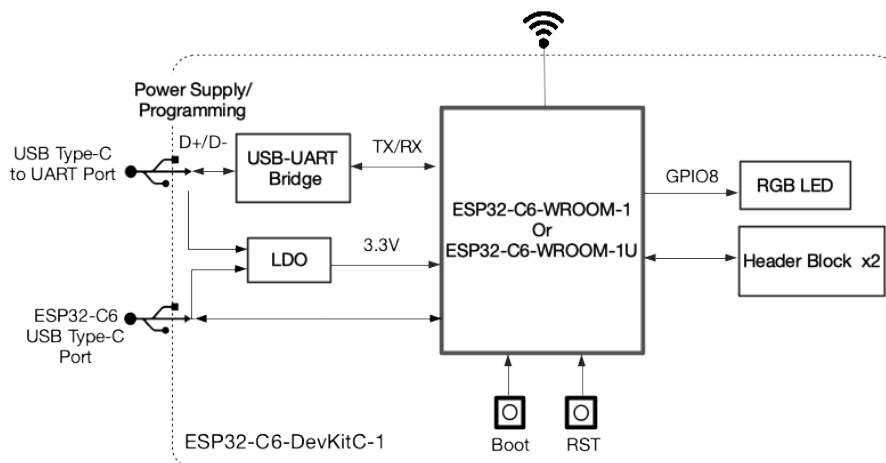 Power Supply/
Programming
USB Type-C
to UART Port
D+/D-
USB-UART
Bridge
TX/RX
ESP32-C6-WROOM-1
Or
ESP32-C6-WROOM-1U
GPIO8
RGB LED
LDO
3.3V
Header Block x2
ESP32-C6
USB Type-C
Port
Boot
RST
ESP32-C6-DevKitC-1